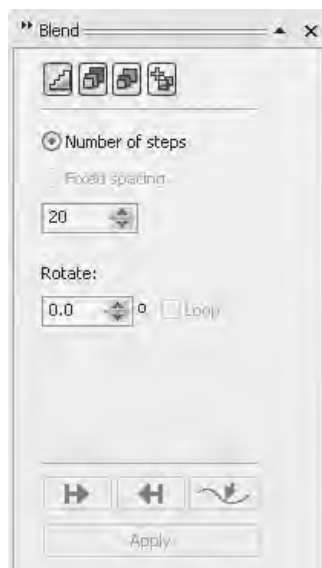 Blend
Number of steps
Fixed spacing
20
Rotate:
0.0 ° Loop
Apply